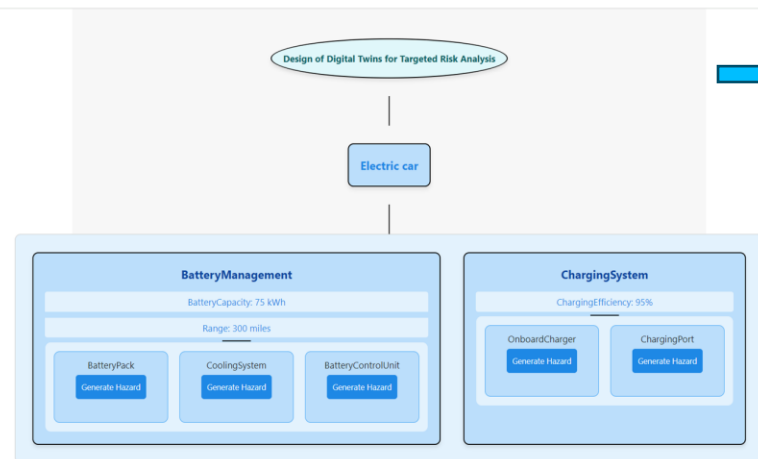 Design of Digital Twins for Targeted Risk Analysis
Electric car
BatteryManagement
BatteryCapacity: 75 kWh
Range: 300 miles
BatteryPack
Generate Hazard
CoolingSystem
Generate Hazard
BatteryControlUnit
Generate Hazard
ChargingSystem
ChargingEfficiency: 95%
OnboardCharger
Generate Hazard
ChargingPort
Generate Hazard